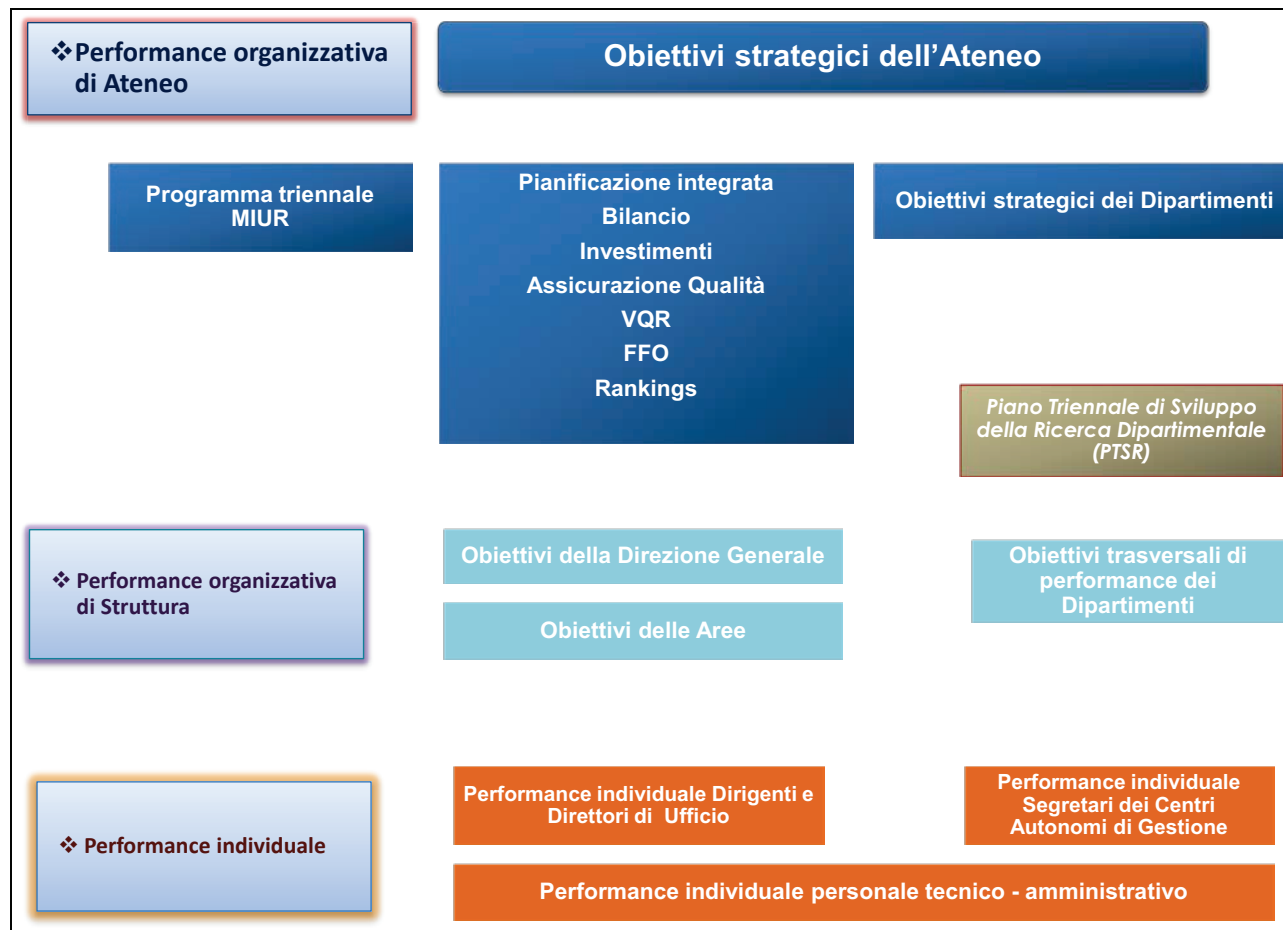 ❖Performance organizzativa
di Ateneo
Obiettivi strategici dell’Ateneo
Programma triennale
MIUR
Pianificazione integrata
Bilancio
Investimenti
Assicurazione Qualità
VQR
FFO
Rankings
Obiettivi strategici dei Dipartimenti
Piano Triennale di Sviluppo
della Ricerca Dipartimentale
(PTSR)
❖ Performance organizzativa
di Struttura
Obiettivi della Direzione Generale
Obiettivi delle Aree
Obiettivi trasversali di
performance dei
Dipartimenti
❖ Performance individuale
Performance individuale Dirigenti e
Direttori di Ufficio
Performance individuale
Segretari dei Centri
Autonomi di Gestione
Performance individuale personale tecnico - amministrativo